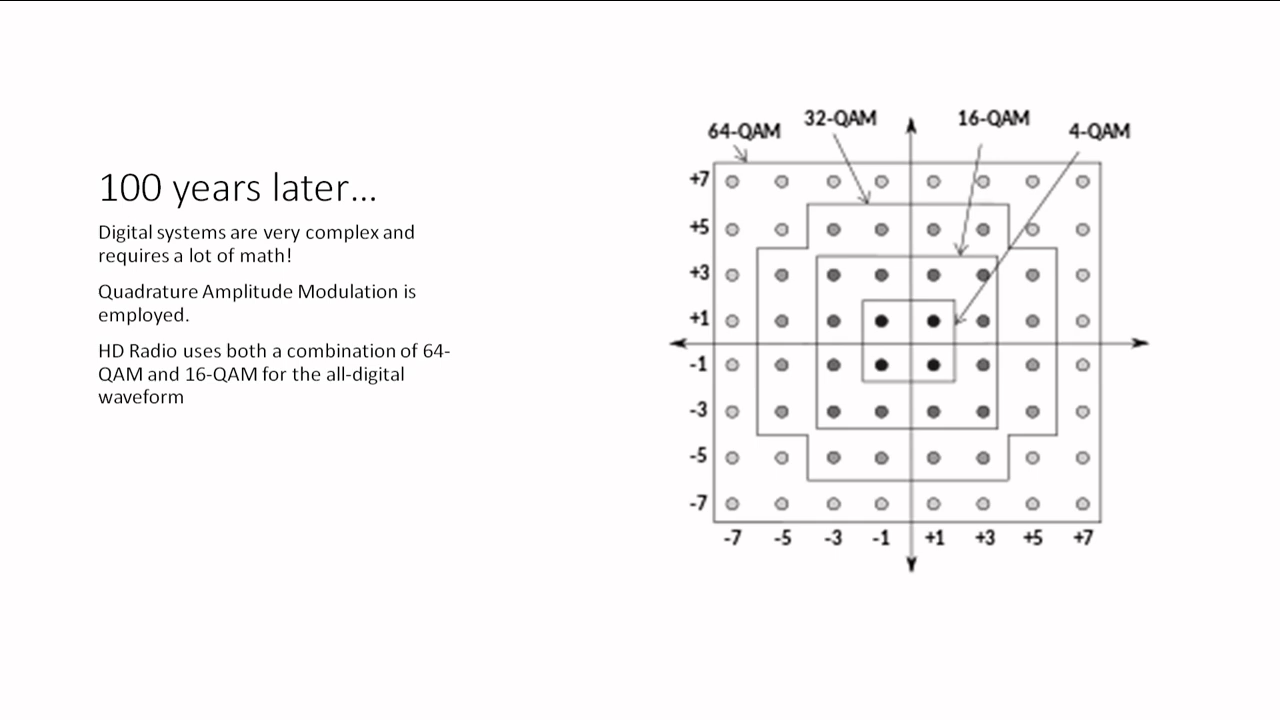 100 years later...
Digital systems are very complex and
requires a lot of math!
Quadrature Amplitude Modulation is
employed.
HD Radio uses both a combination of 64-
QAM and 16-QAM for the all-digital
waveform
64-QAM
32-QAM
16-QAM
4-QAM
+7
+5
+3
+1
-1
-3
-5
-7
-7 -5 -3 -1 +1 +3 +5 +7